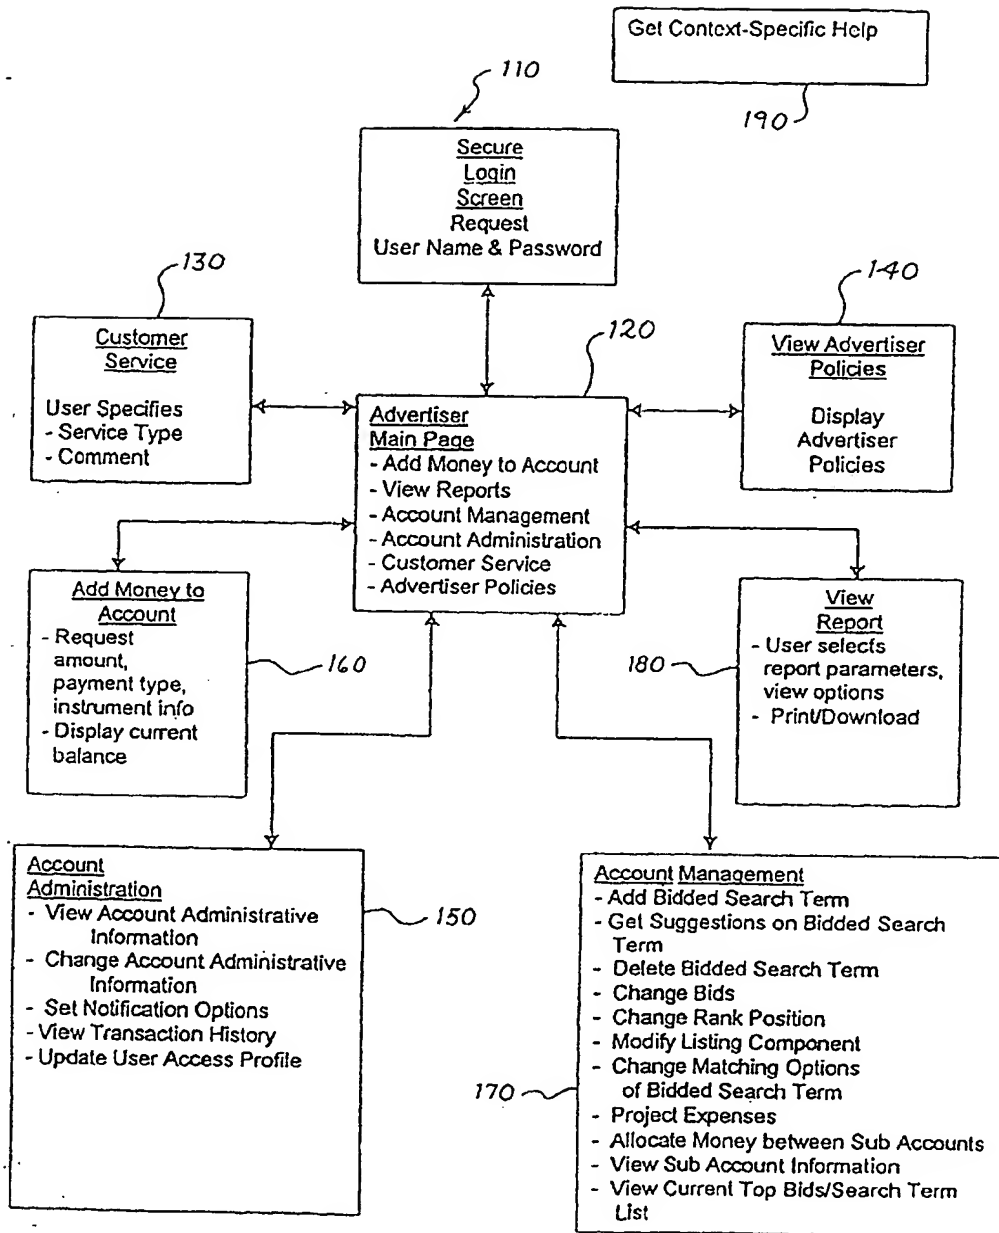 Get Context-Specific Help
190
110
Secure
Login
Screen
Request
User Name & Password
130
Customer
Service
User Specifies
- Service Type
- Comment
120
Advertiser
Main Page
- Add Money to Account
- View Reports
- Account Management
- Account Administration
- Customer Service
- Advertiser Policies
140
View Advertiser
Policies
Display
Advertiser
Policies
Add Money to
Account
- Request
amount,
payment type,
instrument info
- Display current
balance
160
180
View
Report
- User selects
report parameters,
view options
- Print/Download
Account
Administration
- View Account Administrative
Information
- Change Account Administrative
Information
- Set Notification Options
- View Transaction History
- Update User Access Profile
150
170
Account Management
- Add Bidded Search Term
- Get Suggestions on Bidded Search
Term
- Delete Bidded Search Term
- Change Bids
- Change Rank Position
- Modify Listing Component
- Change Matching Options
of Bidded Search Term
- Project Expenses
- Allocate Money between Sub Accounts
- View Sub Account Information
- View Current Top Bids/Search Term
List